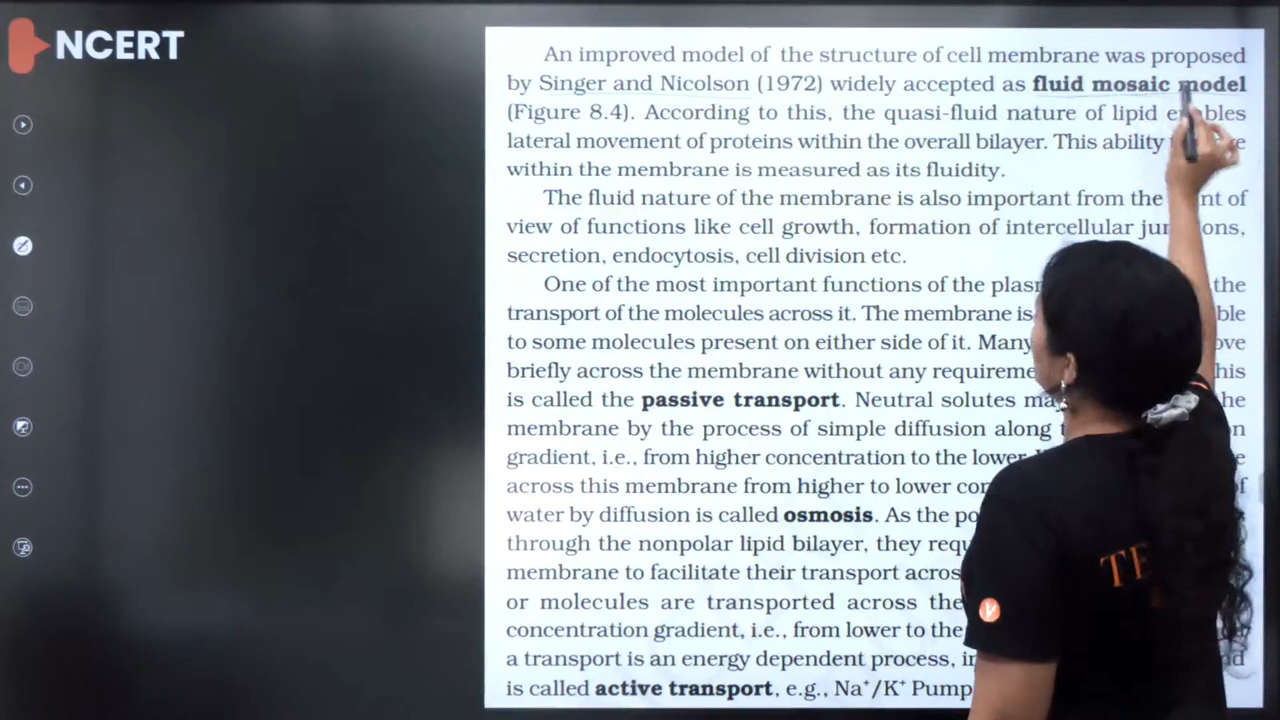 NCERT
An improved model of the structure of cell membrane was proposed
by Singer and Nicolson (1972) widely accepted as fluid mosaic model
(Figure 8.4). According to this, the quasi-fluid nature of lipid enables
lateral movement of proteins within the overall bilayer. This ability
within the membrane is measured as its fluidity.
The fluid nature of the membrane is also important from the of
view of functions like cell growth, formation of intercellular
secretion, endocytosis, cell division etc.
One of the most important functions of the the
transport of the molecules across it. The membrane is
to some molecules present on either side of it. Many
briefly across the membrane without any
is called the passive transport. Neutral solutes
membrane by the process of simple diffusion along
gradient, i.e., from higher concentration to the lower.
across this membrane from higher to lower
water by diffusion is called osmosis. As the
through the nonpolar lipid bilayer, they
membrane to facilitate their transport
or molecules are transported across the
concentration gradient, i.e., from lower to the
a transport is an energy dependent process,
is called active transport, e.g., Na⁺/K⁺ Pump
TE
V